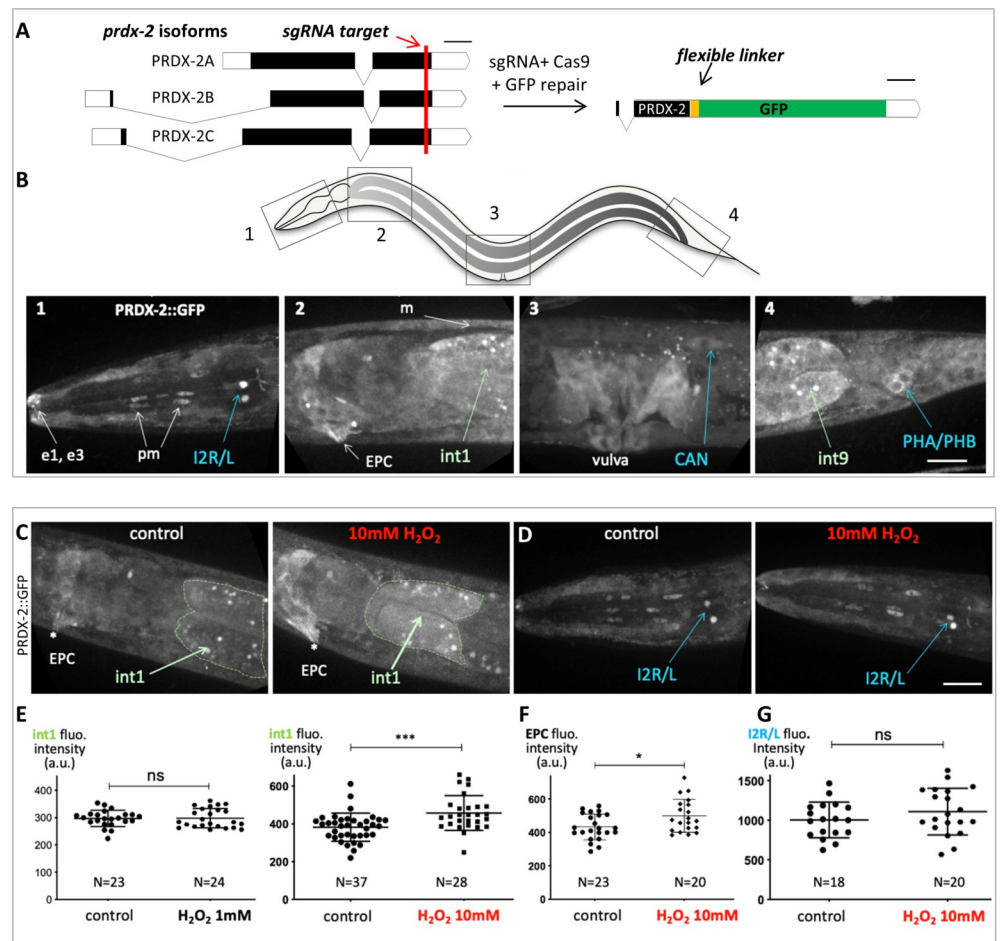 A
prdx-2 isoforms
sgRNA target
PRDX-2A
PRDX-2B
PRDX-2C
sgRNA+ Cas9
+ GFP repair
flexible linker
PRDX-2
GFP
B
1
2
3
4
1 PRDX-2::GFP
e1, e3
pm
I2R/L
2
m
EPC
int1
3
vulva
CAN
4
int9
PHA/PHB
PRDX-2::GFP
C
control
*
EPC
int1
10mM H₂O₂
*
EPC
int1
D
control
I2R/L
10mM H₂O₂
I2R/L
E
int1 fluo.
intensity
(a.u.)
ns
400
300
200
100
0
N=23
N=24
control
H₂O₂ 1mM
int1 fluo.
intensity
(a.u.)
***
600
400
200
0
N=37
N=28
control
H₂O₂ 10mM
F
EPC fluo.
intensity
(a.u.)
*
600
400
200
0
N=23
N=20
control
H₂O₂ 10mM
G
I2R/L fluo.
Intensity
(a.u.)
ns
1500
1000
500
0
N=18
N=20
control
H₂O₂ 10mM